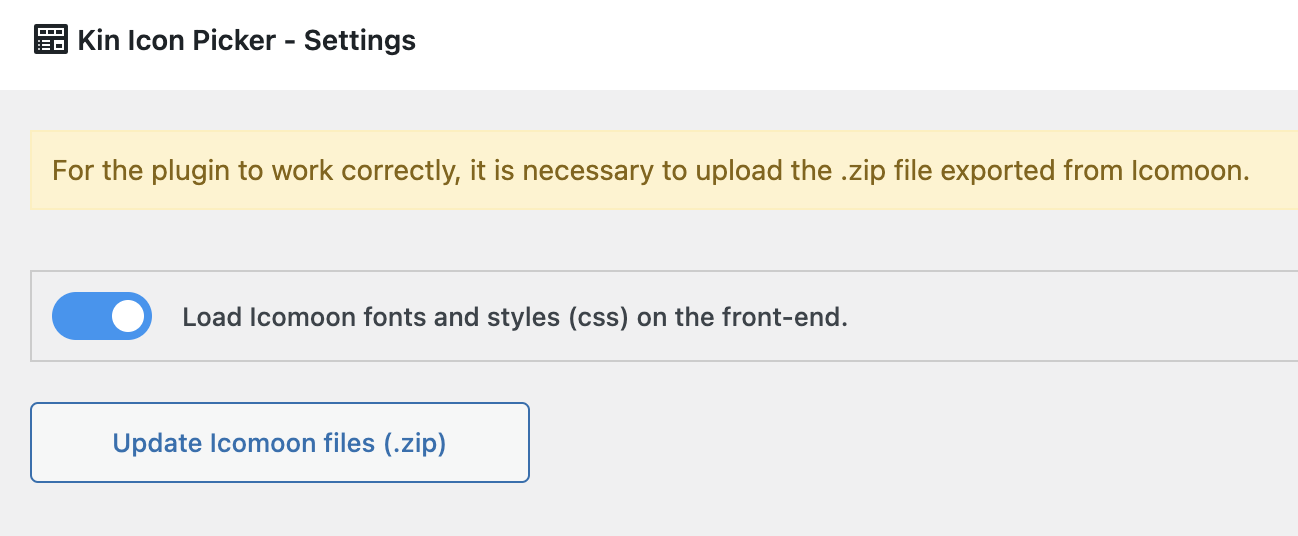 Kin Icon Picker - Settings
For the plugin to work correctly, it is necessary to upload the .zip file exported from Icomoon.
Load Icomoon fonts and styles (css) on the front-end.
Update Icomoon files (.zip)